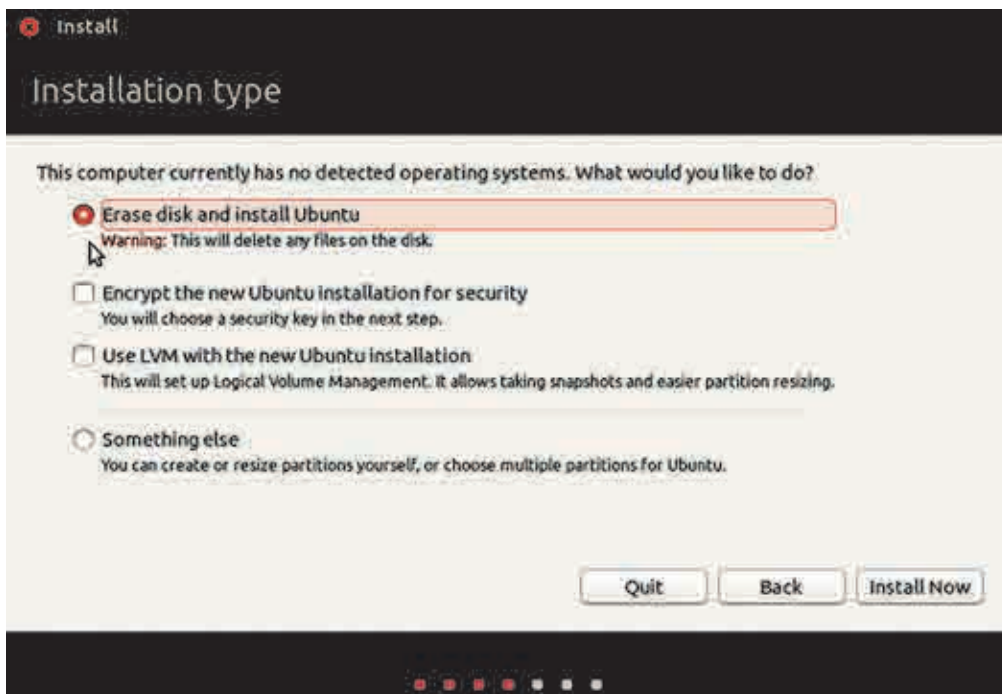 Install
Installation type
This computer currently has no detected operating systems. What would you like to do?
Erase disk and install Ubuntu
Warning: This will delete any files on the disk.
Encrypt the new Ubuntu installation for security
You will choose a security key in the next step.
Use LVM with the new Ubuntu installation
This will set up Logical Volume Management. It allows taking snapshots and easier partition resizing.
Something else
You can create or resize partitions yourself, or choose multiple partitions for Ubuntu.
Quit Back Install Now